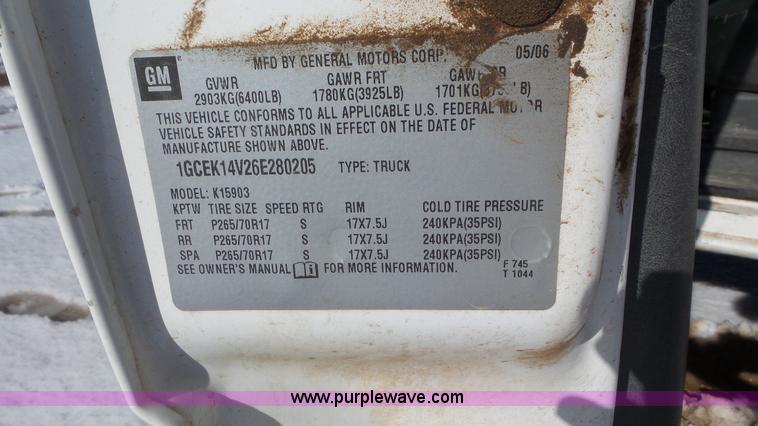 MFD BY GENERAL MOTORS CORP. 05/06
GM
GVWR GAWR FRT
2903KG(6400LB) 1780KG(3925LB) 1701KG
THIS VEHICLE CONFORMS TO ALL APPLICABLE U.S. FEDERAL MOTOR
VEHICLE SAFETY STANDARDS IN EFFECT ON THE DATE OF
MANUFACTURE SHOWN ABOVE.
1GCEK14V26E280205 TYPE: TRUCK
MODEL: K15903
KPTW TIRE SIZE SPEED RTG RIM COLD TIRE PRESSURE
FRT P265/70R17 S 17X7.5J 240KPA(35PSI)
RR P265/70R17 S 17X7.5J 240KPA(35PSI)
SPA P265/70R17 S 17X7.5J 240KPA(35PSI)
SEE OWNER'S MANUAL FOR MORE INFORMATION.
F 745
T 1044
www.purplewave.com